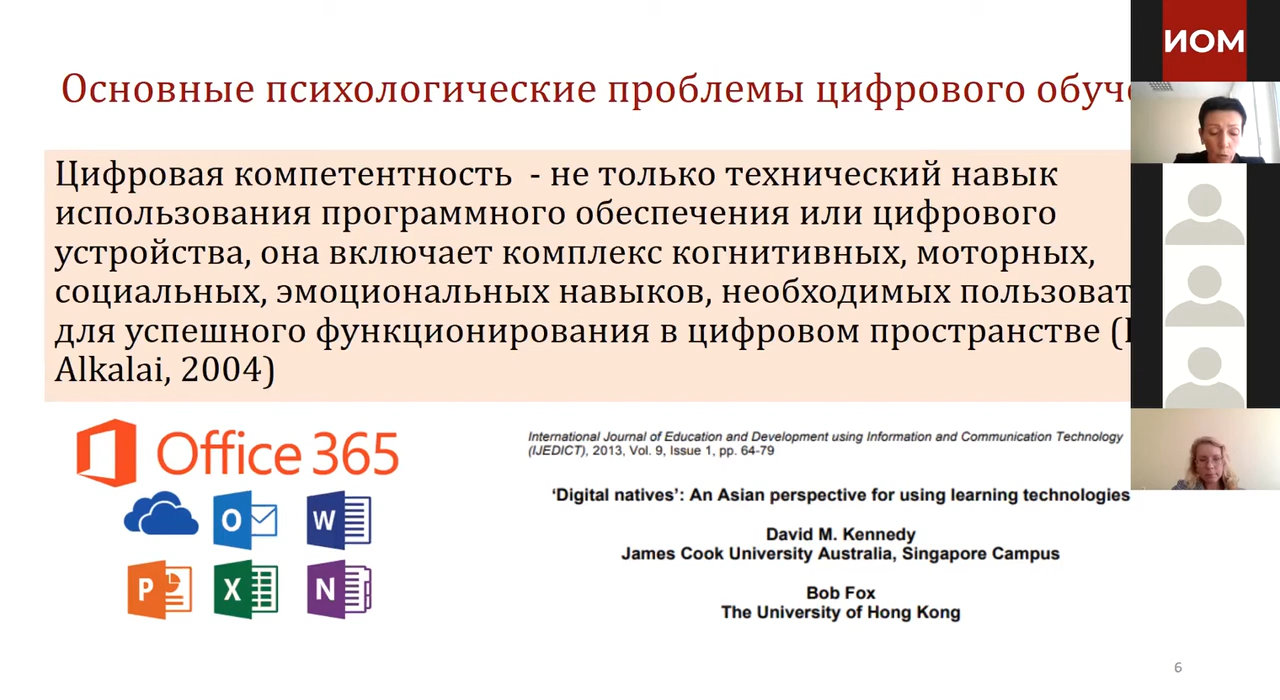 Основные психологические проблемы цифрового
ИОМ
Цифровая компетентность - не только технический навык
использования программного обеспечения или цифрового
устройства, она включает комплекс когнитивных, моторных,
социальных, эмоциональных навыков, необходимых
для успешного функционирования в цифровом пространстве (
Alkalai, 2004)
Office 365
O
W
P
X
N
International Journal of Education and Development using Information and Communication Technology
(IJEDICT), 2013, Vol. 9, Issue 1, pp. 64-79
‘Digital natives’: An Asian perspective for using learning technologies
David M. Kennedy
James Cook University Australia, Singapore Campus
Bob Fox
The University of Hong Kong
6